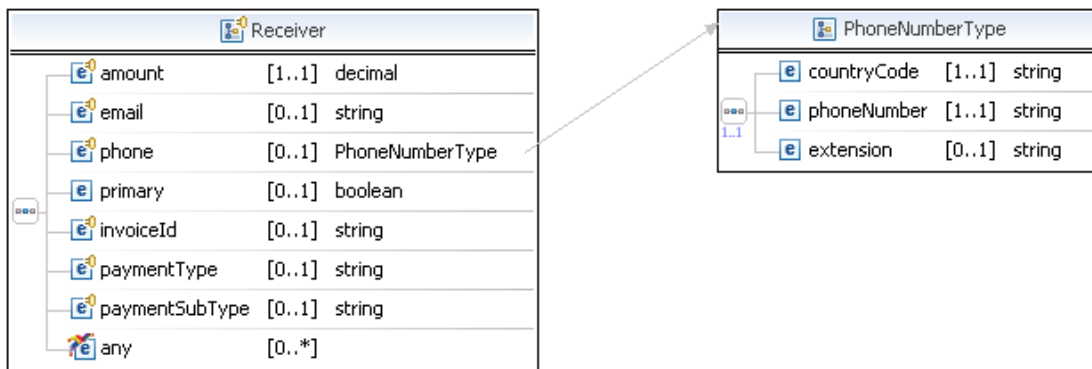 Receiver
amount [1..1] decimal
email [0..1] string
phone [0..1] PhoneNumberType
primary [0..1] boolean
invoiceId [0..1] string
paymentType [0..1] string
paymentSubType [0..1] string
any [0..*]
PhoneNumberType
countryCode [1..1] string
phoneNumber [1..1] string
1..1
extension [0..1] string